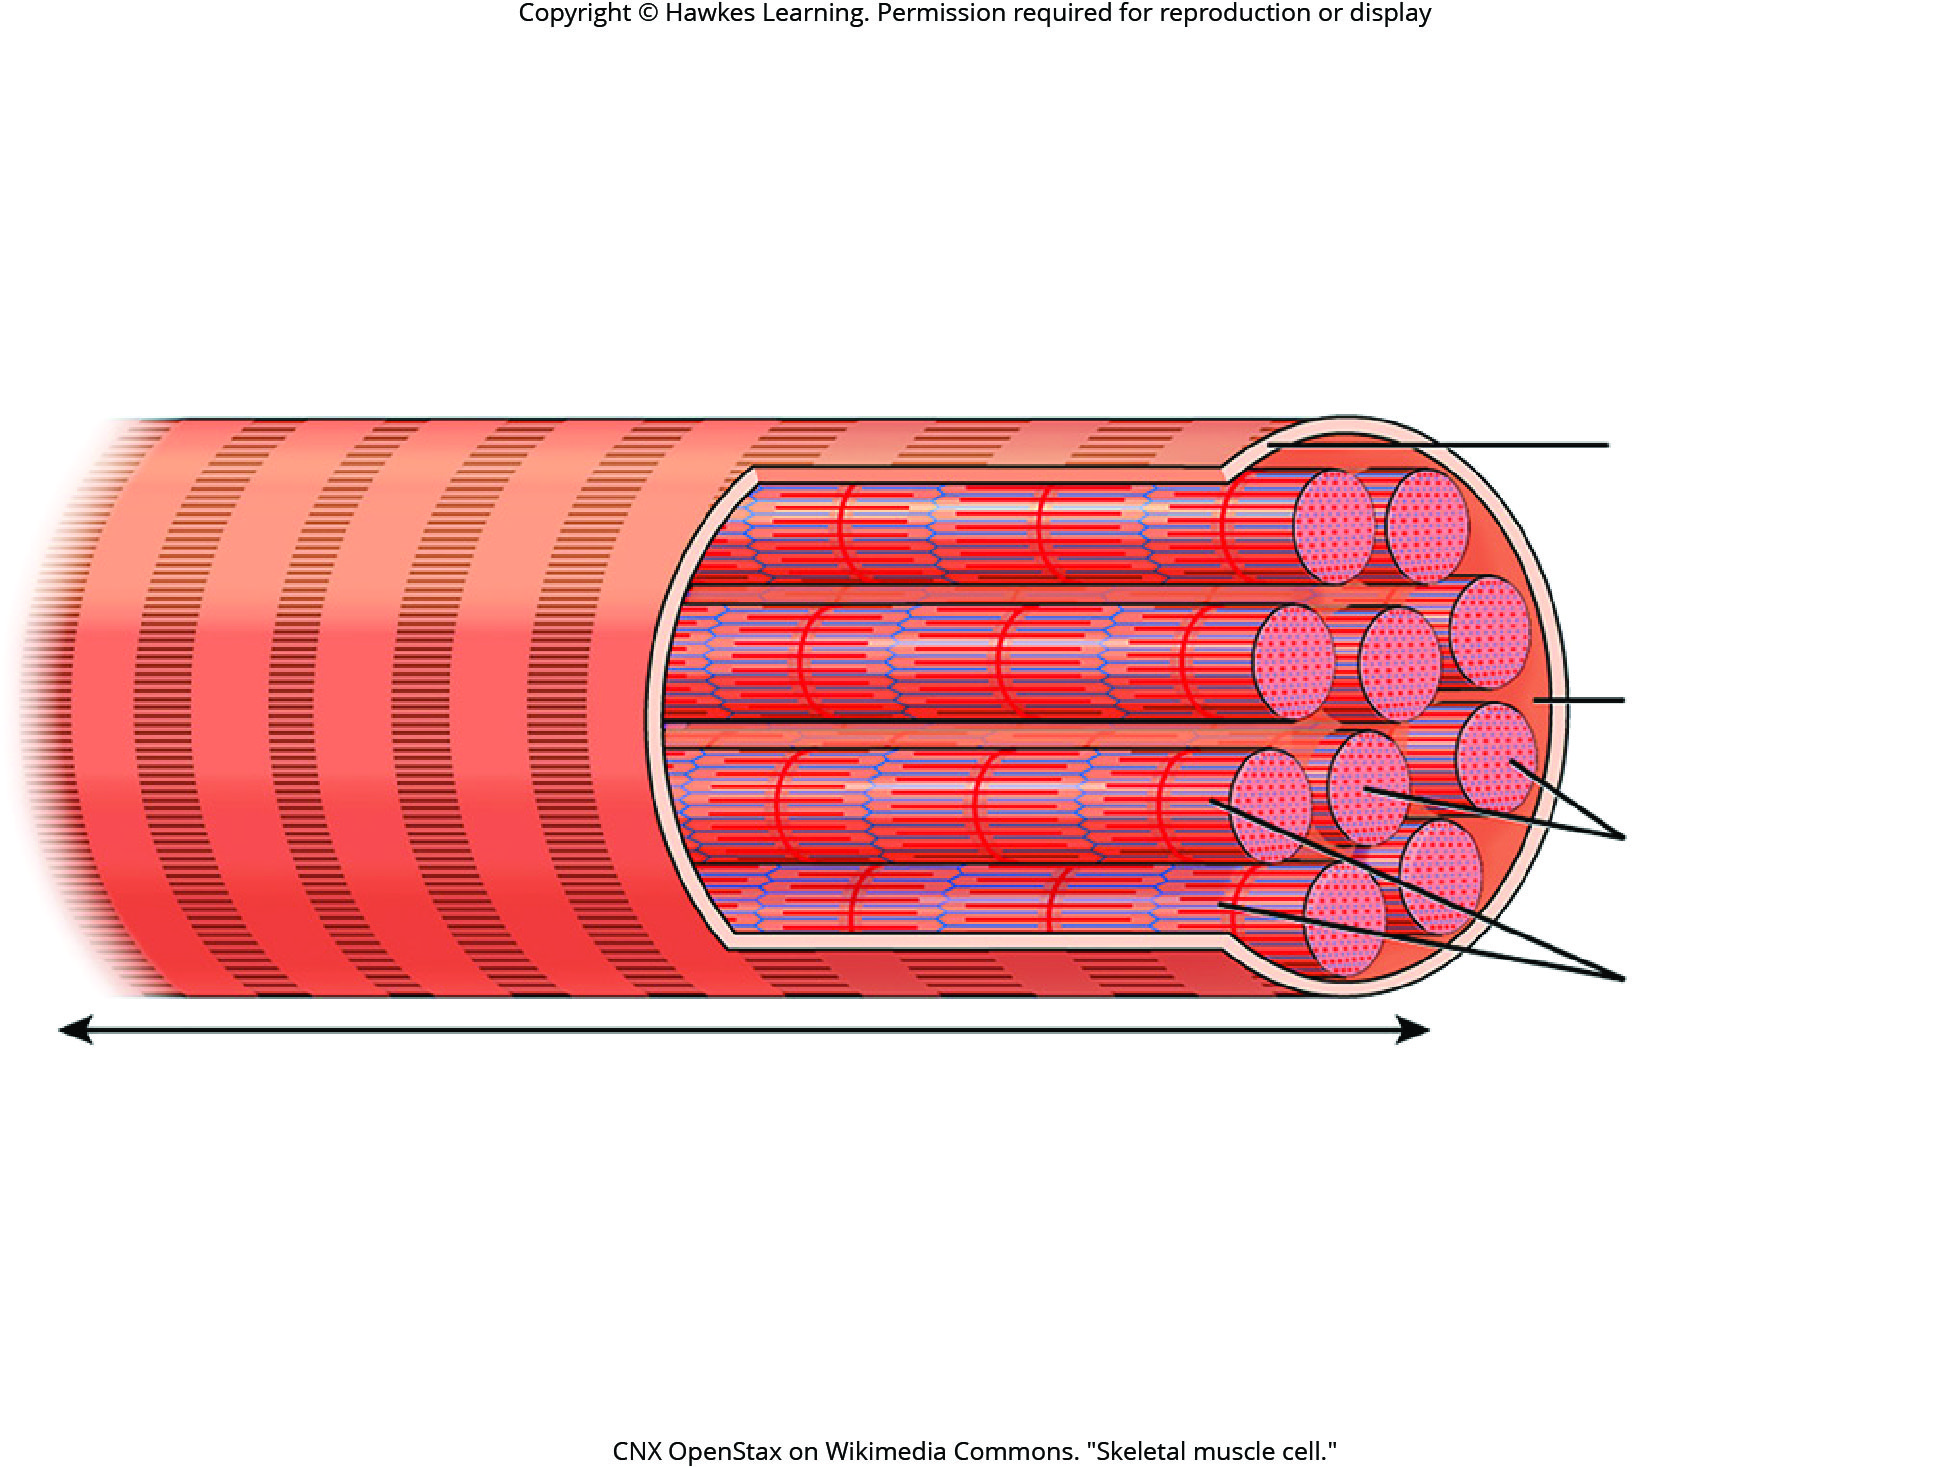 Copyright © Hawkes Learning. Permission required for reproduction or display
CNX OpenStax on Wikimedia Commons. "Skeletal muscle cell."